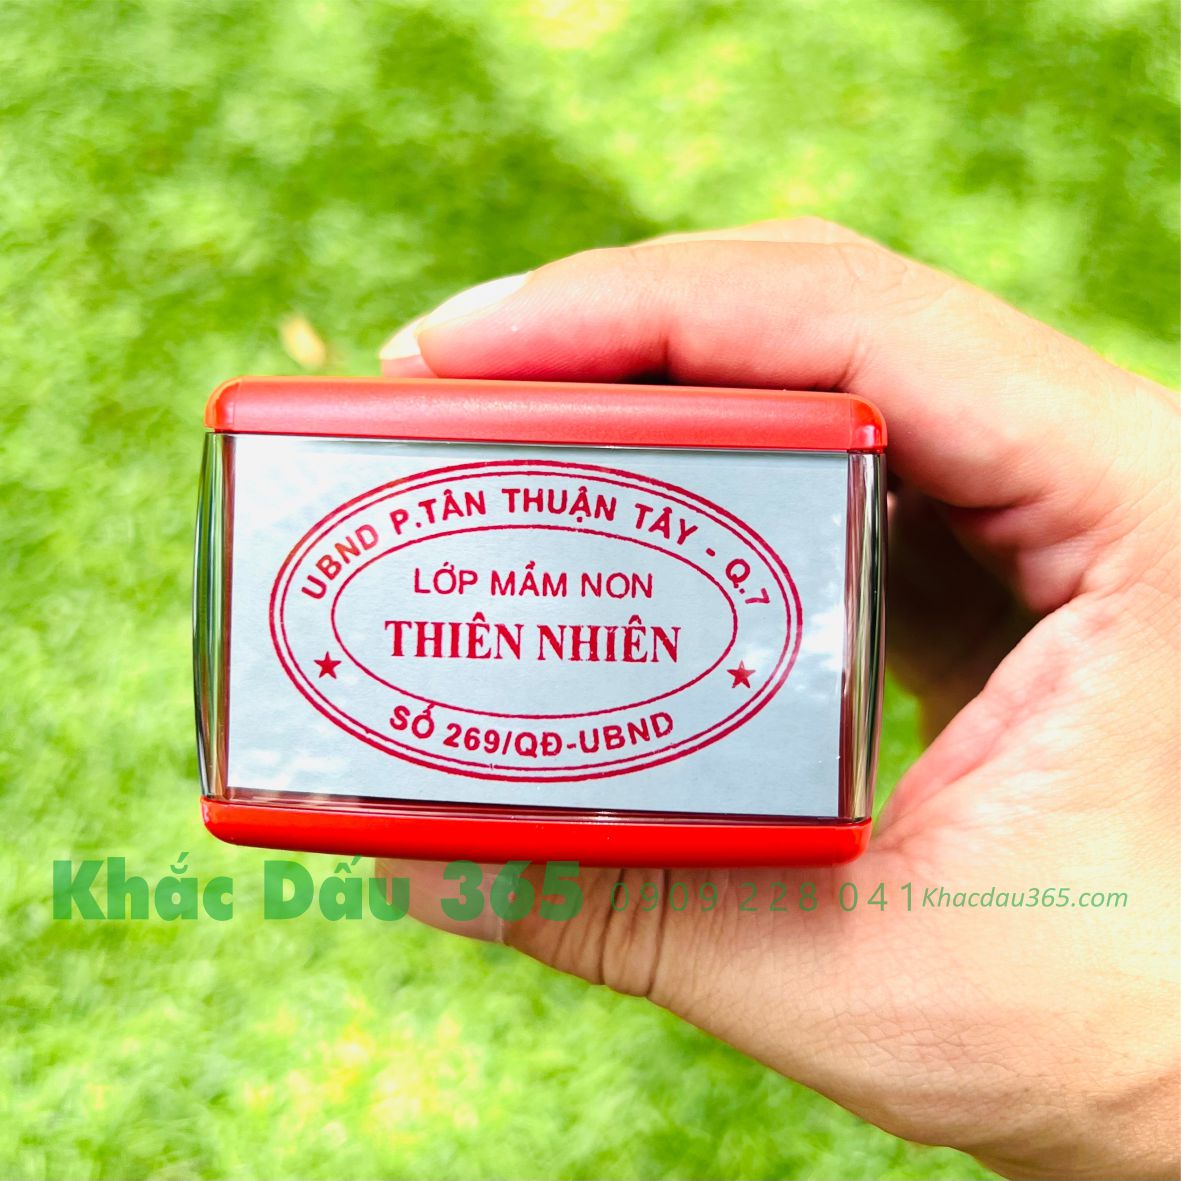 UBND P.TÂN THUẬN TÂY - Q.7
LỚP MẨM NON
THIÊN NHIÊN
SỐ 269/QĐ-UBND
Khắc Dấu 365 0909 228 041 Khacdau365.com